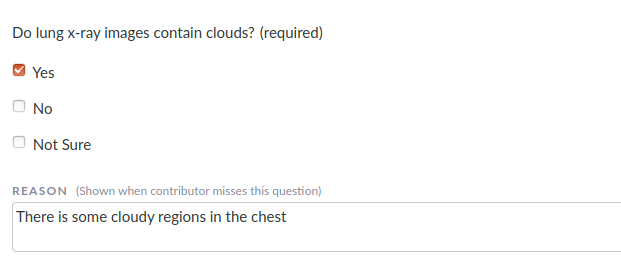 Do lung x-ray images contain clouds? (required)
Yes
No
Not Sure
REASON (Shown when contributor misses this question)
There is some cloudy regions in the chest